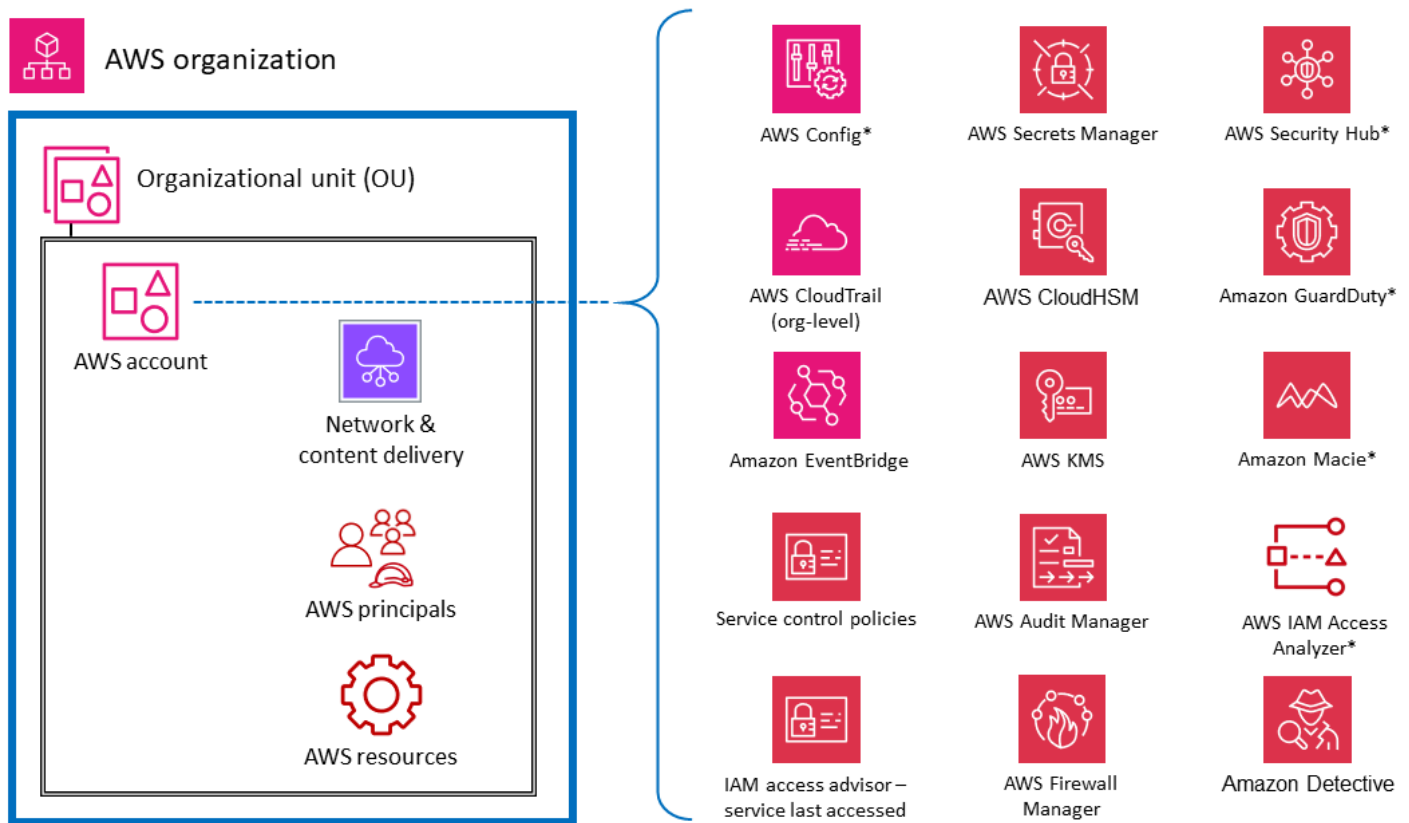 AWS organization
Organizational unit (OU)
AWS account
Network &
content delivery
AWS principals
AWS resources
AWS Config*
AWS Secrets Manager
AWS Security Hub*
AWS CloudTrail
(org-level)
AWS CloudHSM
Amazon GuardDuty*
Amazon EventBridge
AWS KMS
Amazon Macie*
Service control policies
AWS Audit Manager
AWS IAM Access
Analyzer*
IAM access advisor –
service last accessed
AWS Firewall
Manager
Amazon Detective